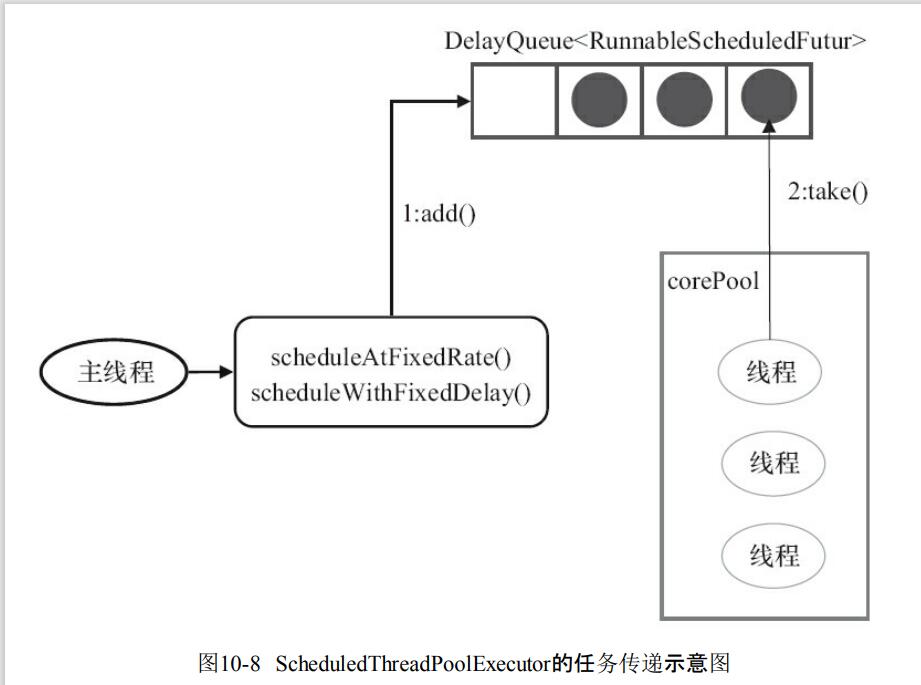 DelayQueue<RunnableScheduledFutur>
1:add()
2:take()
corePool
主线程
scheduleAtFixedRate()
scheduleWithFixedDelay()
线程
线程
线程
图10-8 ScheduledThreadPoolExecutor的任务传递示意图